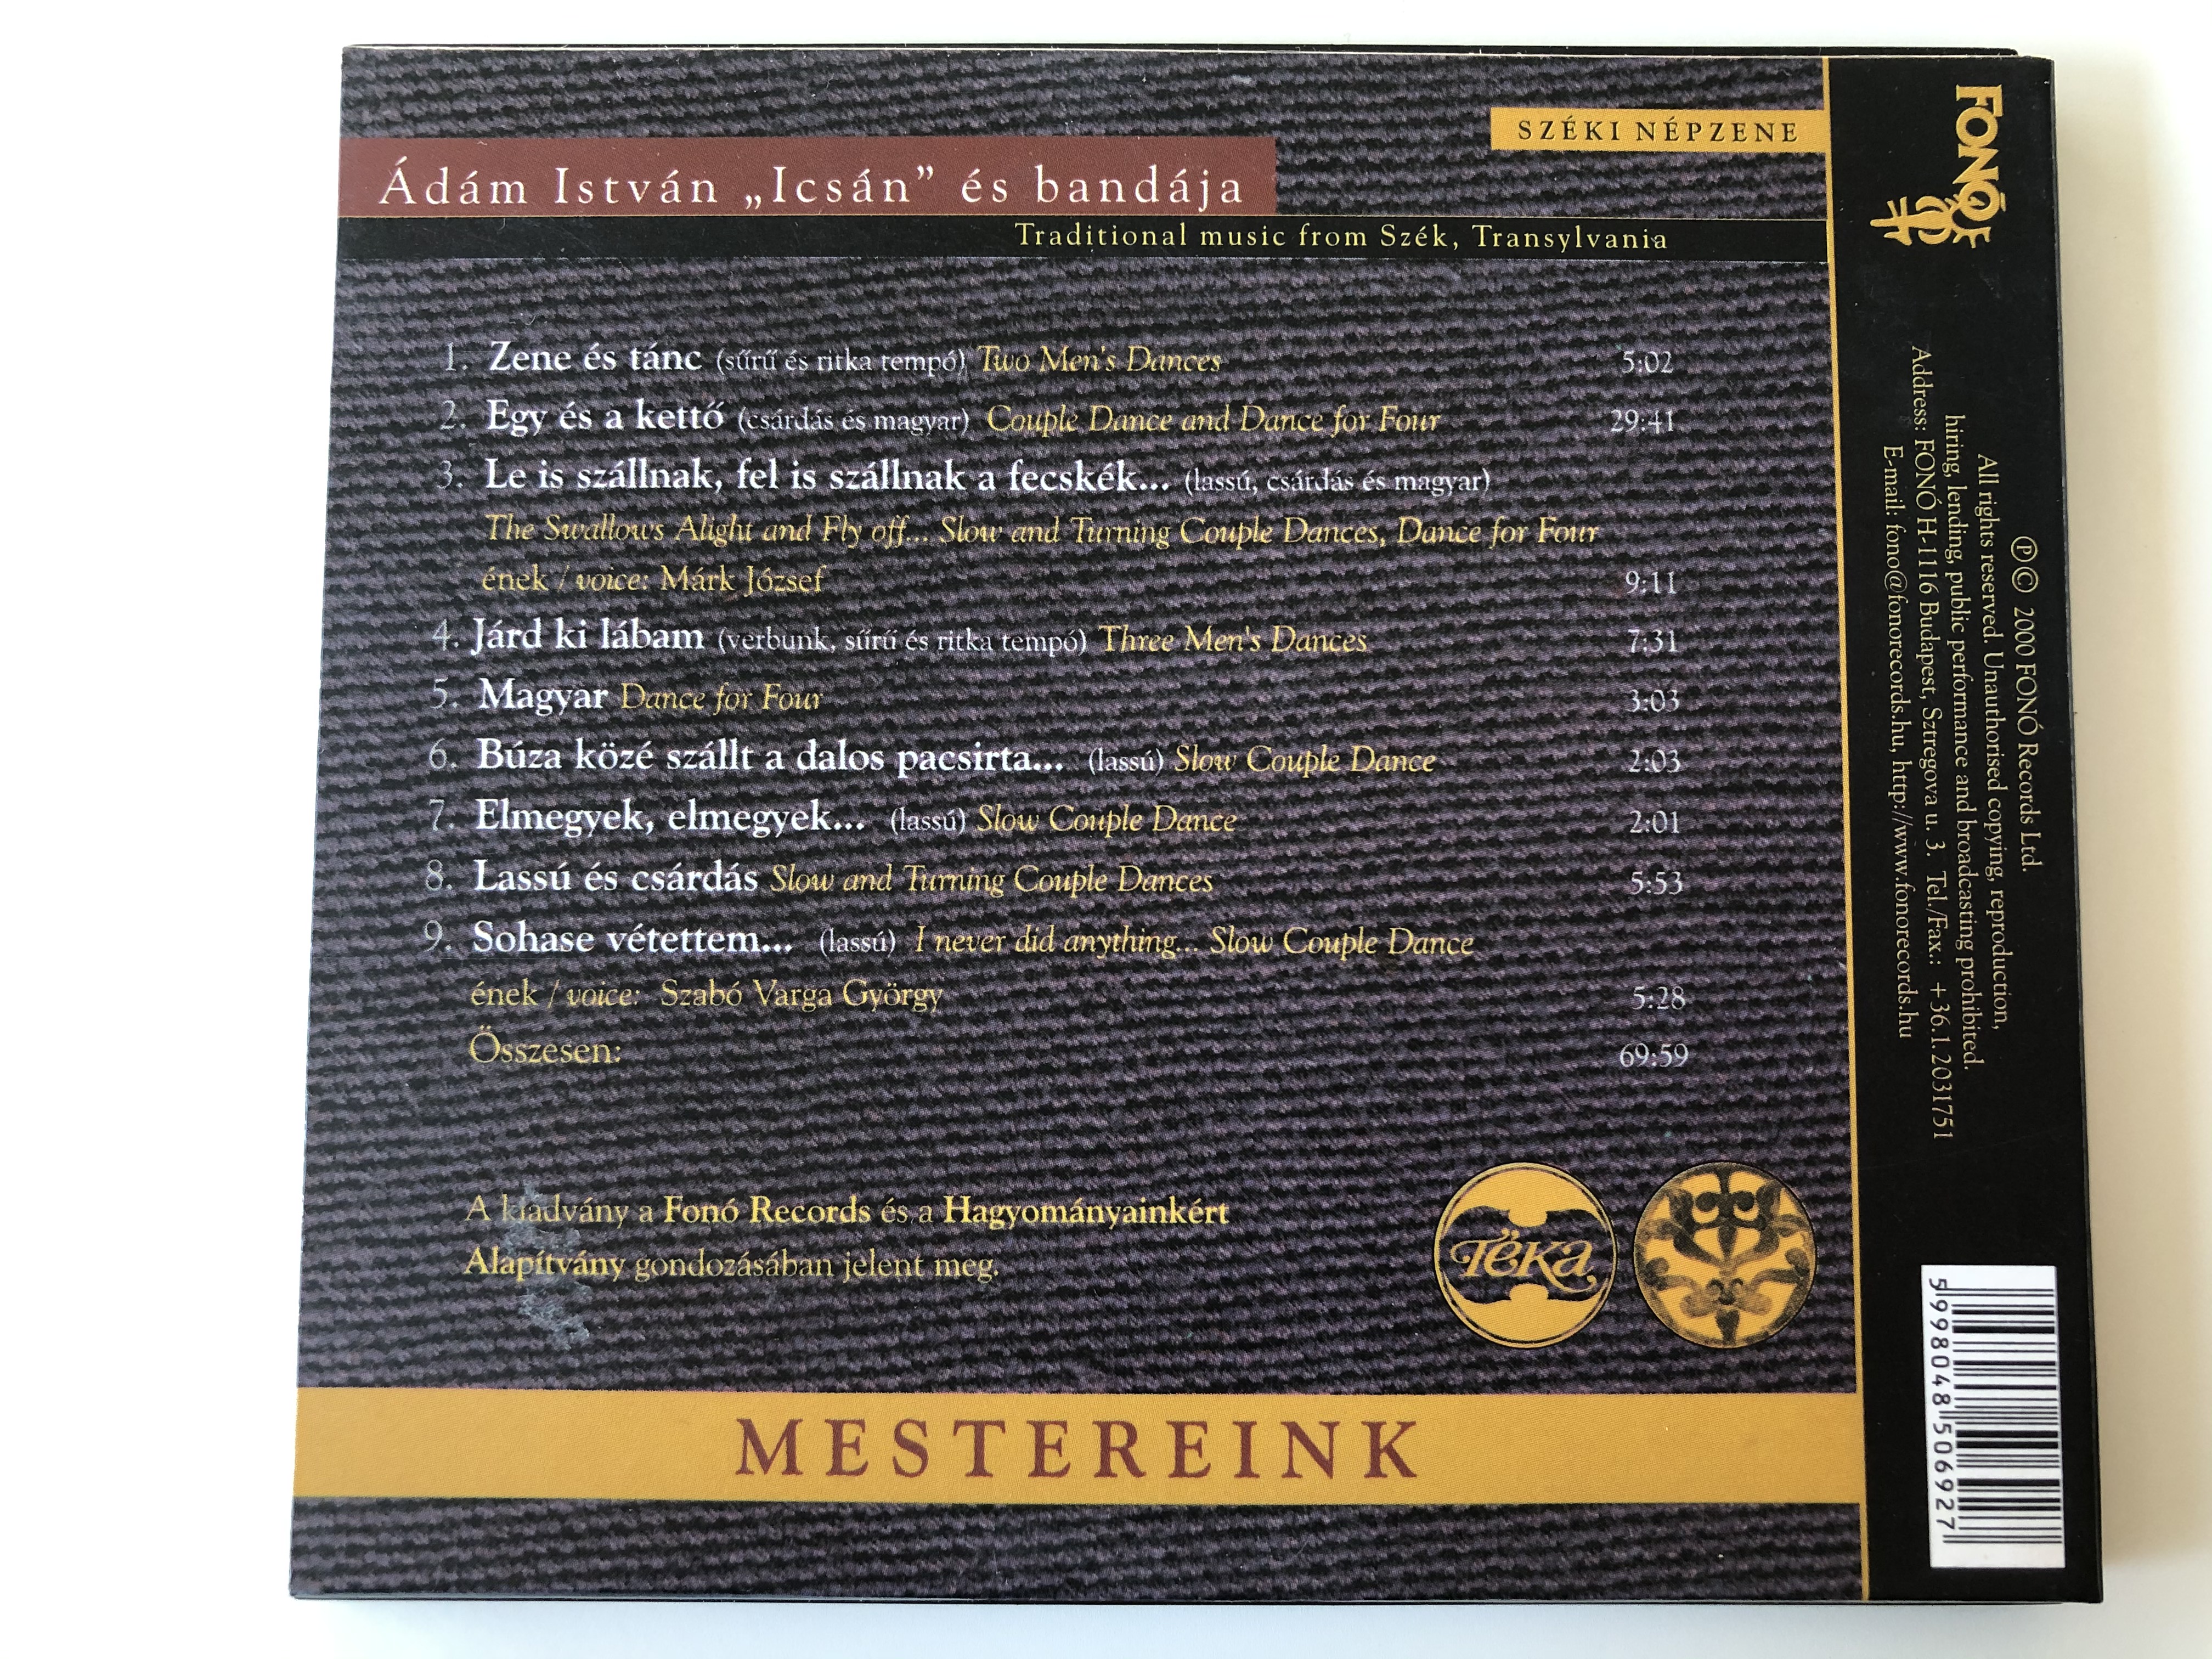 SZÉKI NÉPZENE
Ádám István „Icsán” és bandája
Traditional music from Szék, Transylvania
1. Zene és tánc (sűrű és ritka tempó) Two Men's Dances 5:02
2. Egy és a kettő (csárdás és magyar) Couple Dance and Dance for Four 29:41
3. Le is szállnak, fel is szállnak a fecskék... (lassú, csárdás és magyar)
The Swallows Alight and Fly off... Slow and Turning Couple Dances, Dance for Four
ének / voice: Márk József 9:11
4. Járd ki lábam (verbunk, sűrű és ritka tempó) Three Men's Dances 7:31
5. Magyar Dance for Four 3:03
6. Búza közé szállt a dalos pacsirta... (lassú) Slow Couple Dance 2:03
7. Elmegyek, elmegyek... (lassú) Slow Couple Dance 2:01
8. Lassú és csárdás Slow and Turning Couple Dances 5:53
9. Sohase vétettem... (lassú) I never did anything... Slow Couple Dance
ének / voice: Szabó Varga György 5:28
Összesen: 69:59
A kiadvány a Fonó Records és a Hagyományainkért
Alapítvány gondozásában jelent meg.
TÉKA
MESTEREINK
FONÓ
℗© 2000 FONÓ Records Ltd.
All rights reserved. Unauthorised copying, reproduction,
hiring, lending, public performance and broadcasting prohibited.
Address: FONÓ H-1116 Budapest, Sztregova u. 3. Tel./Fax.: +36.1.2031751
E-mail: fono@fonorecords.hu, http://www.fonorecords.hu
5 998048 506927